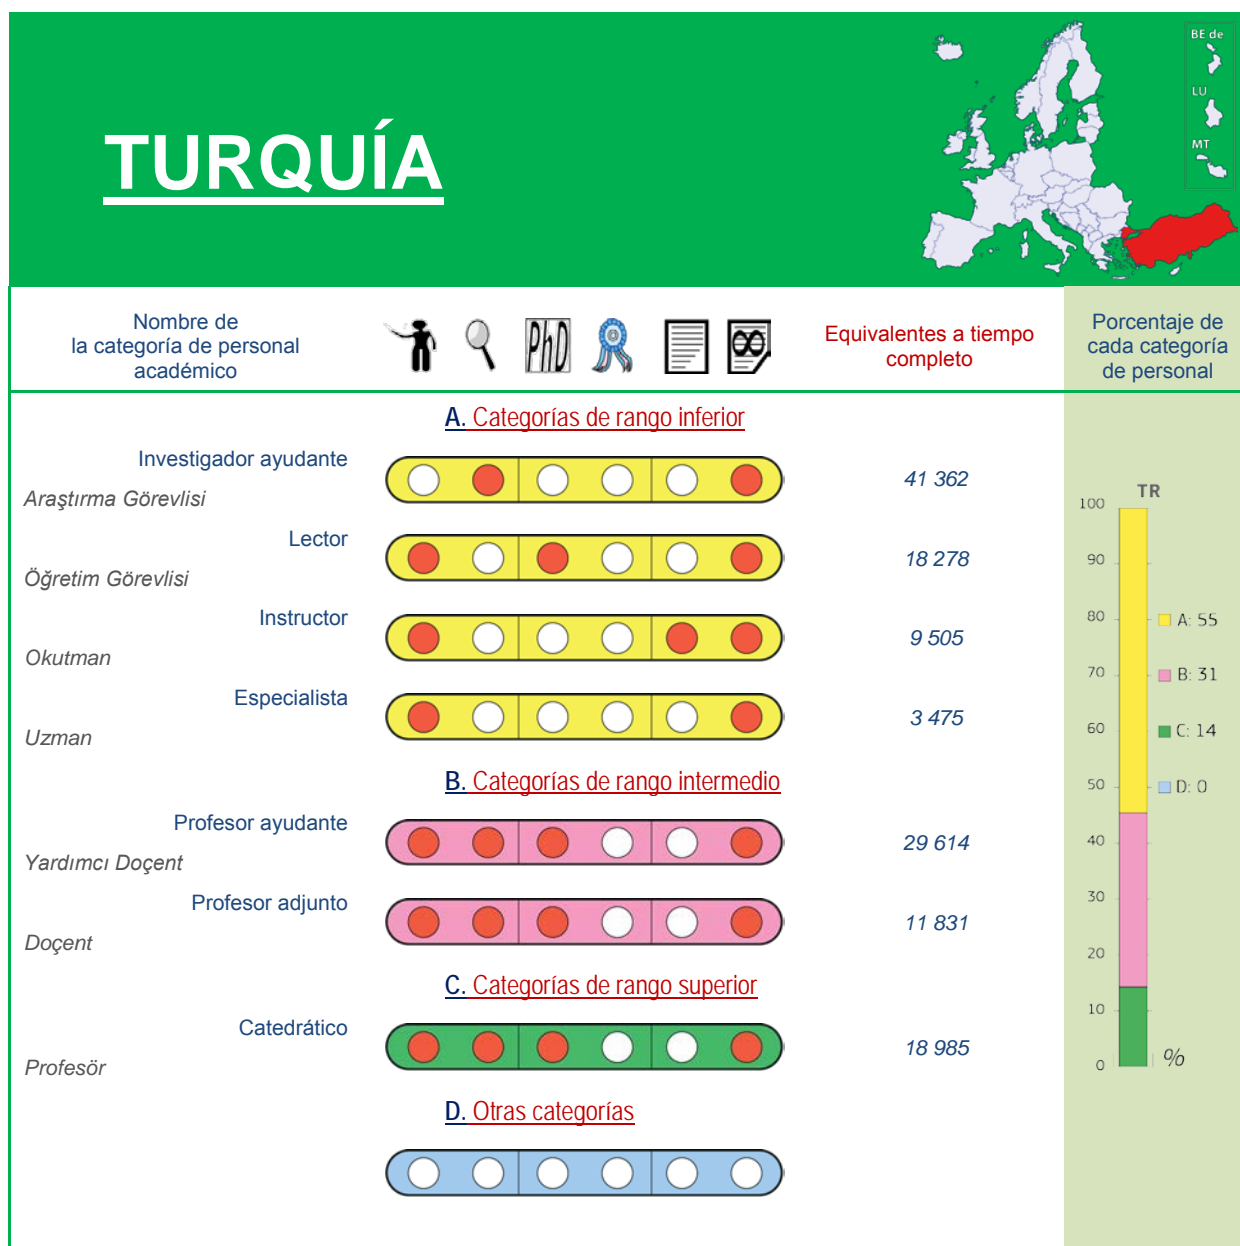 TURQUÍA
BE de
LU
MT
Nombre de
la categoría de personal
académico
PhD
Equivalentes a tiempo
completo
Porcentaje de
cada categoría
de personal
A. Categorías de rango inferior
Investigador ayudante
Araştırma Görevlisi
41 362
Lector
Öğretim Görevlisi
18 278
Instructor
Okutman
9 505
Especialista
Uzman
3 475
B. Categorías de rango intermedio
Profesor ayudante
Yardımcı Doçent
29 614
Profesor adjunto
Doçent
11 831
C. Categorías de rango superior
Catedrático
Profesör
18 985
D. Otras categorías
TR
100
90
80
70
60
50
40
30
20
10
0
%
A: 55
B: 31
C: 14
D: 0